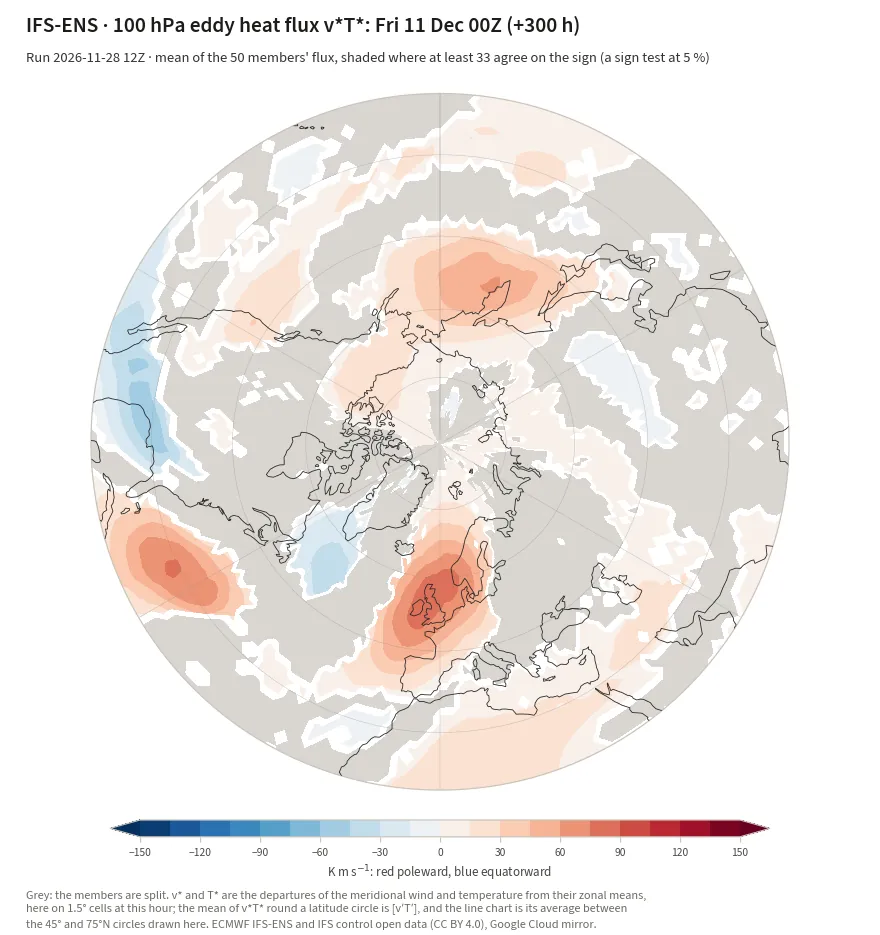 IFS-ENS · 100 hPa eddy heat flux v*T*: Fri 11 Dec 00Z (+300 h)
Run 2026-11-28 12Z · mean of the 50 members' flux, shaded where at least 33 agree on the sign (a sign test at 5 %)
−150 −120 −90 −60 −30 0 30 60 90 120 150
K m s⁻¹: red poleward, blue equatorward
Grey: the members are split. v* and T* are the departures of the meridional wind and temperature from their zonal means,
here on 1.5° cells at this hour; the mean of v*T* round a latitude circle is [v'T'], and the line chart is its average between
the 45° and 75°N circles drawn here. ECMWF IFS-ENS and IFS control open data (CC BY 4.0), Google Cloud mirror.